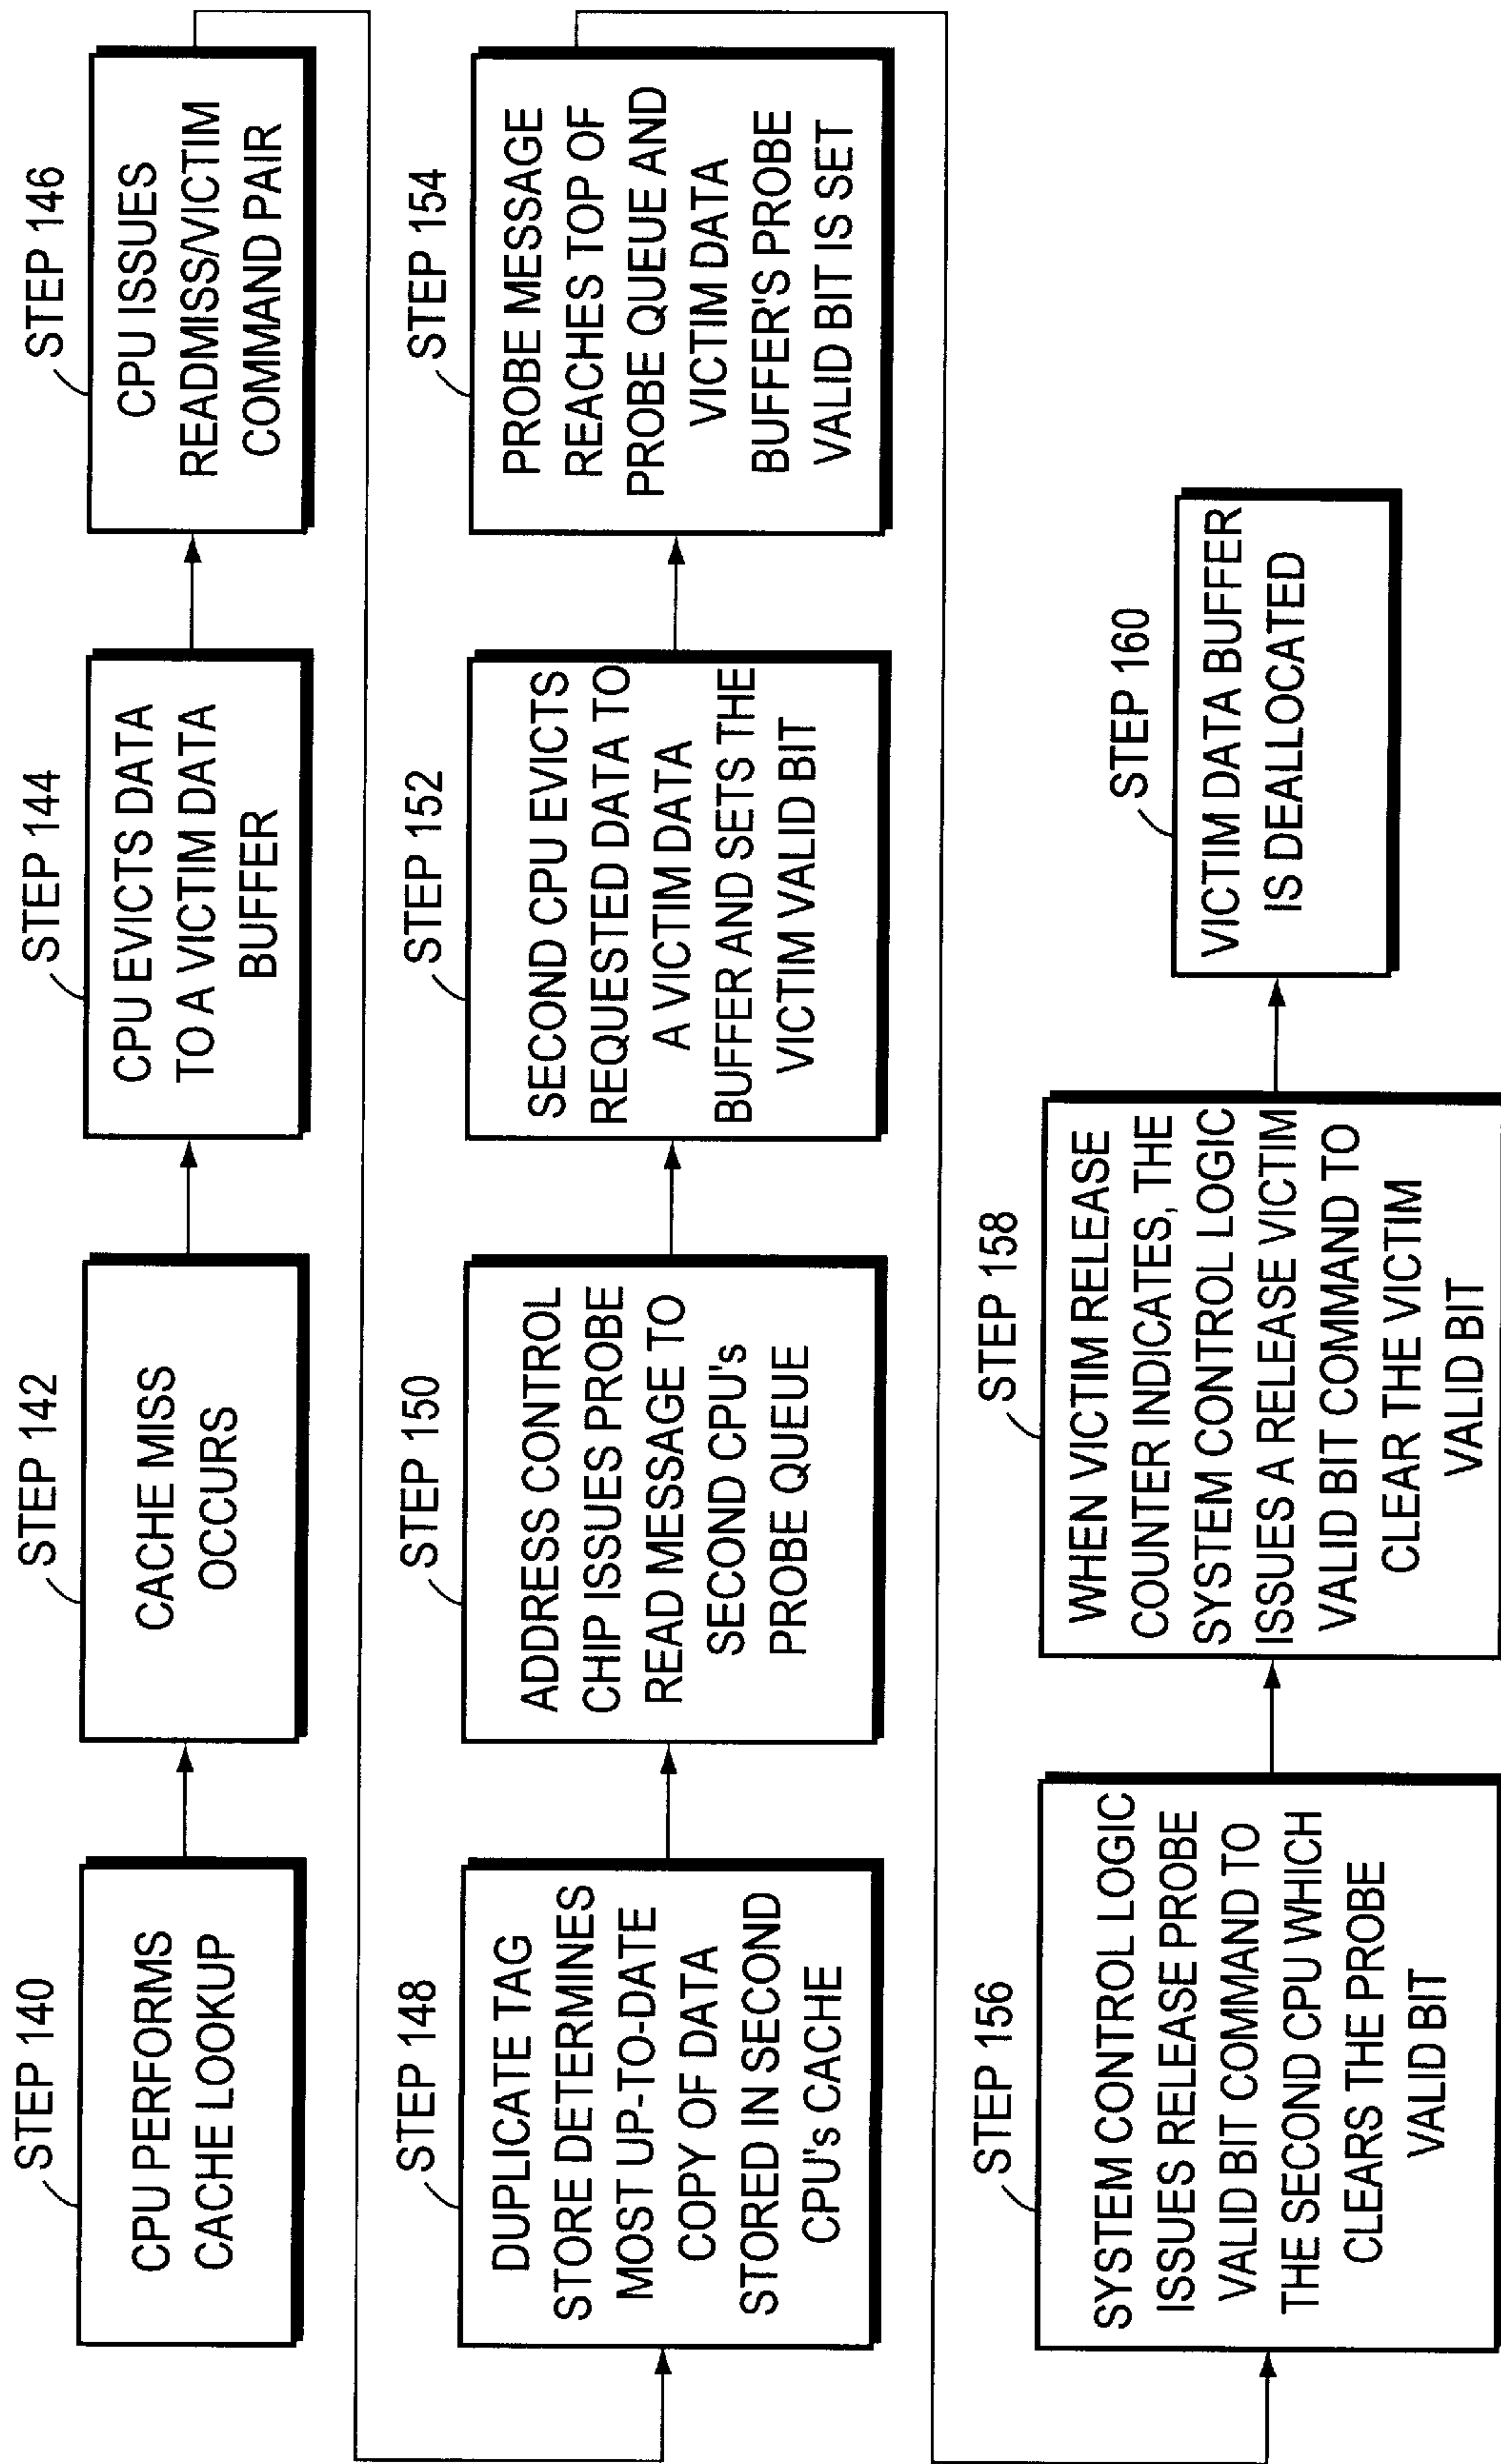 STEP 140
CPU PERFORMS
CACHE LOOKUP
STEP 142
CACHE MISS
OCCURS
STEP 144
CPU EVICTS DATA
TO A VICTIM DATA
BUFFER
STEP 146
CPU ISSUES
READMISS/VICTIM
COMMAND PAIR
STEP 148
DUPLICATE TAG
STORE DETERMINES
MOST UP-TO-DATE
COPY OF DATA
STORED IN SECOND
CPU's CACHE
STEP 150
ADDRESS CONTROL
CHIP ISSUES PROBE
READ MESSAGE TO
SECOND CPU's
PROBE QUEUE
STEP 152
SECOND CPU EVICTS
REQUESTED DATA TO
A VICTIM DATA
BUFFER AND SETS THE
VICTIM VALID BIT
STEP 154
PROBE MESSAGE
REACHES TOP OF
PROBE QUEUE AND
VICTIM DATA
BUFFER'S PROBE
VALID BIT IS SET
STEP 156
SYSTEM CONTROL LOGIC
ISSUES RELEASE PROBE
VALID BIT COMMAND TO
THE SECOND CPU WHICH
CLEARS THE PROBE
VALID BIT
STEP 158
WHEN VICTIM RELEASE
COUNTER INDICATES, THE
SYSTEM CONTROL LOGIC
ISSUES A RELEASE VICTIM
VALID BIT COMMAND TO
CLEAR THE VICTIM
VALID BIT
STEP 160
VICTIM DATA BUFFER
IS DEALLOCATED